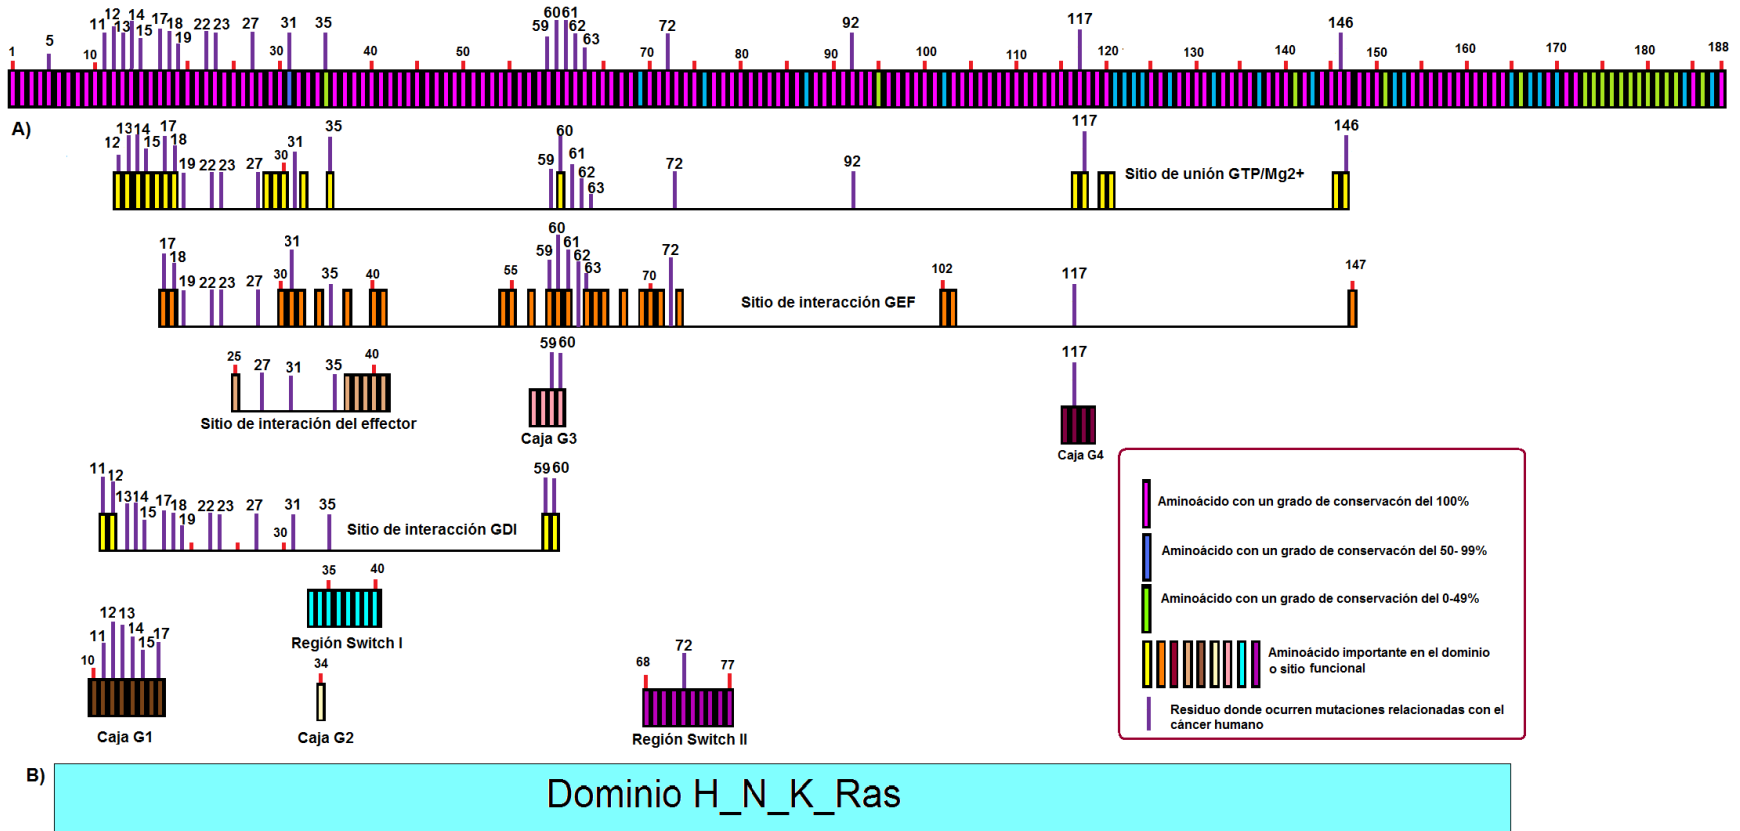 1 5 10 11 12 13 14 15 17 18 19 22 23 27 30 31 35 40 50 59 60 61 62 63 70 72 80 90 92 100 110 117 120 130 140 146 150 160 170 180 188
A)
12 13 14 15 17 18 19 22 23 27 30 31 35 59 60 61 62 63 72 92 117 146
Sitio de unión GTP/Mg2+
17 18 19 22 23 27 30 31 35 40 55 59 60 61 62 63 70 72 102 117 147
Sitio de interacción GEF
25 27 31 35 40
Sitio de interación del effector
59 60
Caja G3
117
Caja G4
11 12 13 14 15 17 18 19 22 23 27 30 31 35 59 60
Sitio de interacción GDI
35 40
Región Switch I
10 11 12 13 14 15 17
Caja G1
34
Caja G2
68 72 77
Región Switch II
Aminoácido con un grado de conservacón del 100%
Aminoácido con un grado de conservacón del 50- 99%
Aminoácido con un grado de conservación del 0-49%
Aminoácido importante en el dominio
o sitio funcional
Residuo donde ocurren mutaciones relacionadas con el
cáncer humano
B)
Dominio H_N_K_Ras